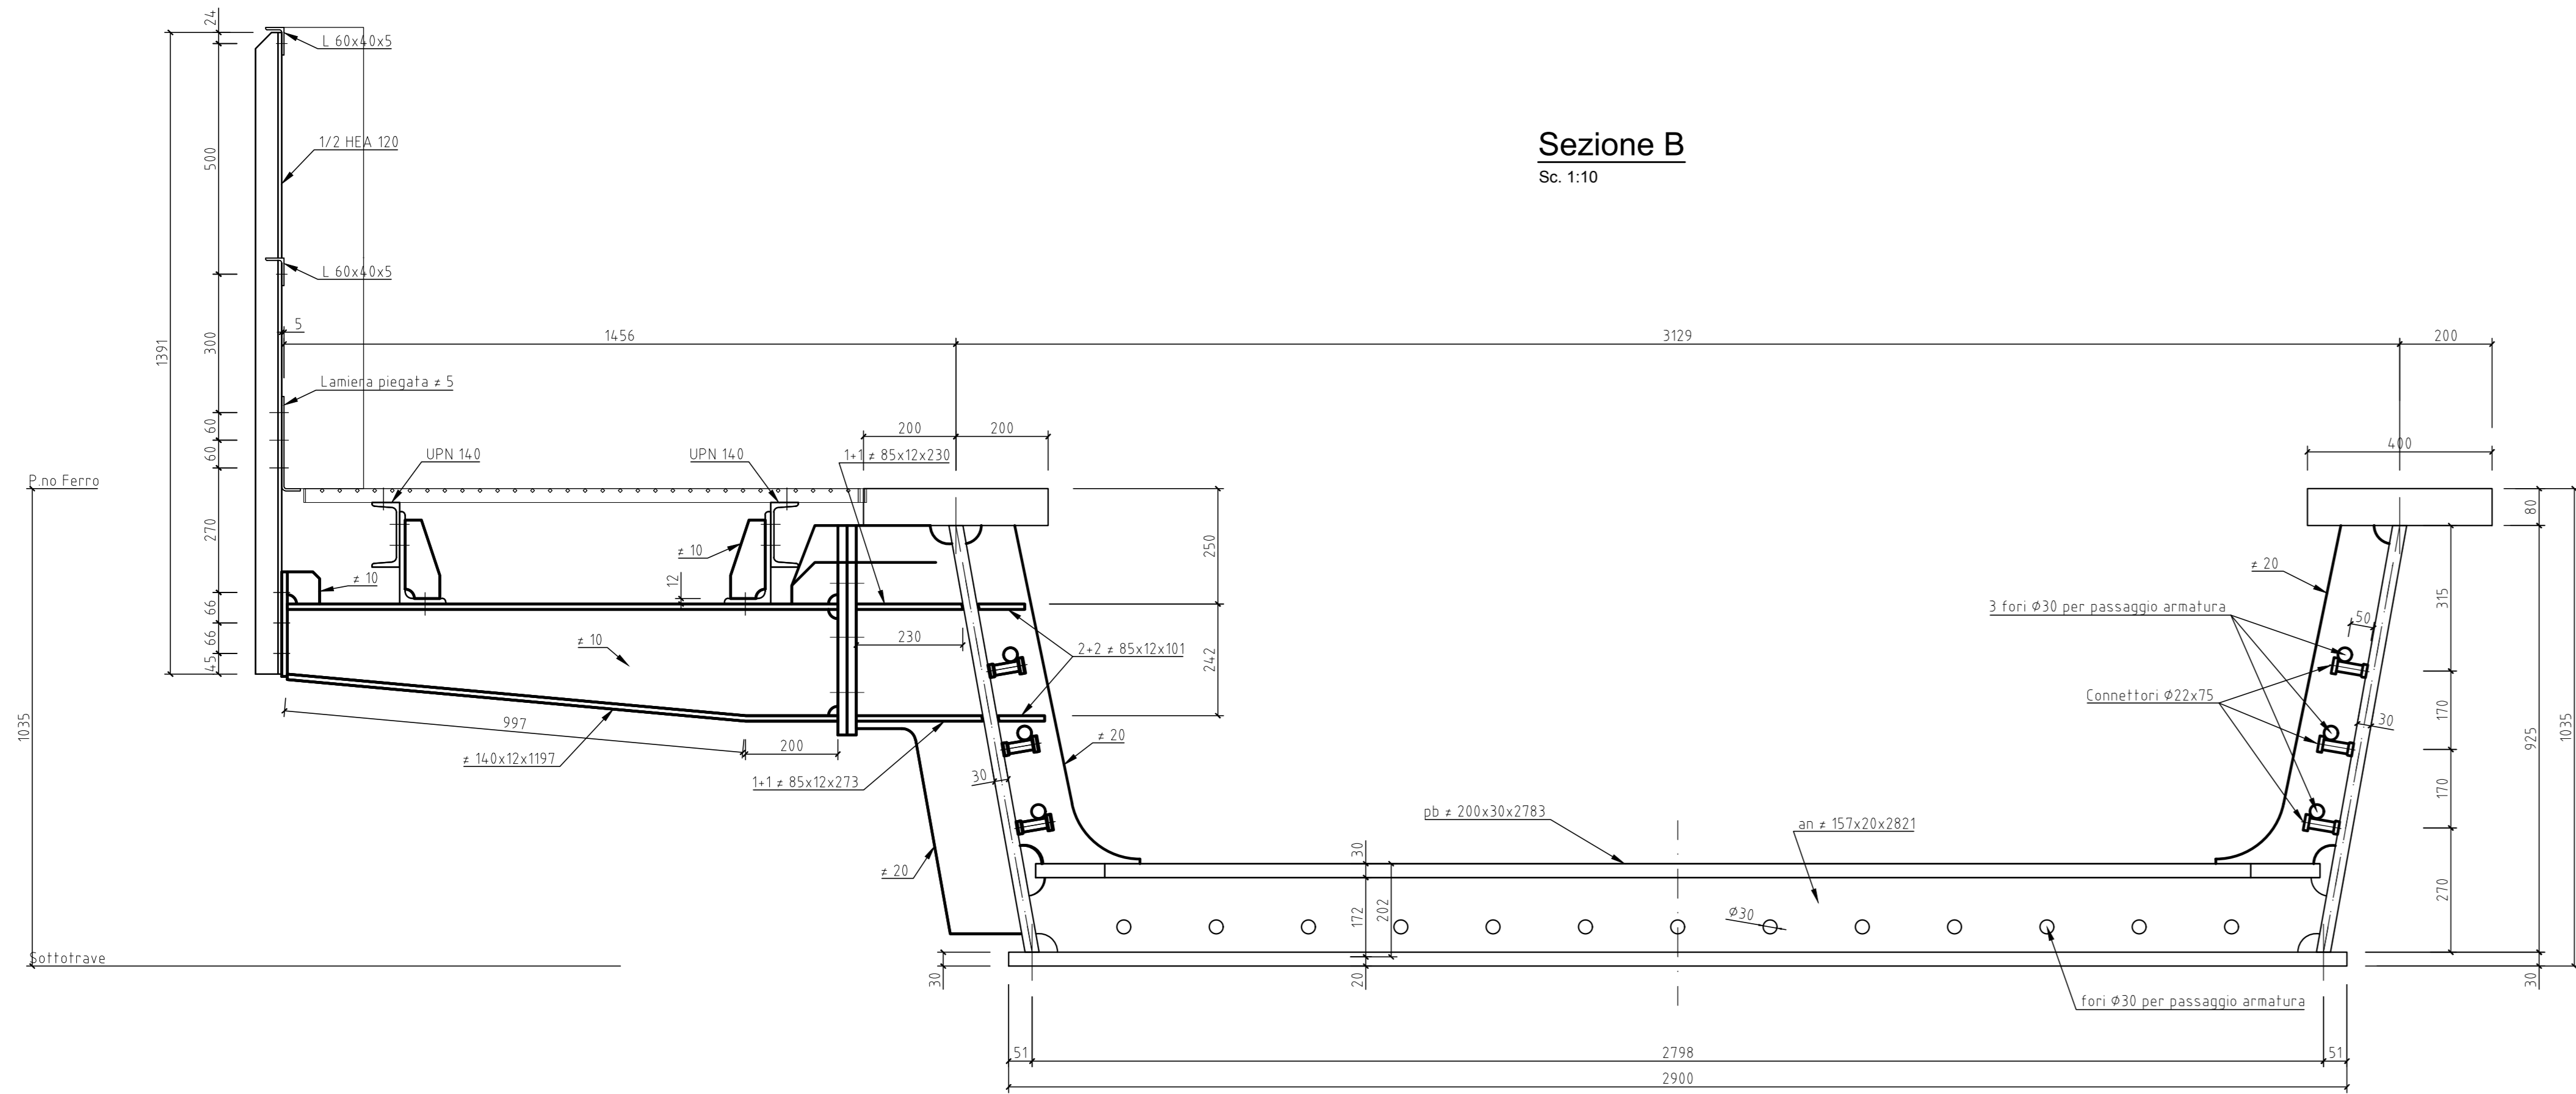 Sezione B
Sc. 1:10
24
L 60x40x5
1/2 HEA 120
500
L 60x40x5
5
1456
3129
200
1391
300
Lamiera piegata ≠ 5
60
60
200
200
400
UPN 140
UPN 140
1+1 ≠ 85x12x230
P.no Ferro
80
270
≠ 10
12
≠ 10
250
≠ 20
315
3 fori Ø30 per passaggio armatura
50
66
66
45
≠ 10
230
2+2 ≠ 85x12x101
242
Connettori Ø22x75
1035
997
200
≠ 140x12x1197
1+1 ≠ 85x12x273
30
≠ 20
30
170
925
1035
170
pb ≠ 200x30x2783
an ≠ 157x20x2821
30
≠ 20
172
202
Ø30
270
Sottotrave
30
20
30
fori Ø30 per passaggio armatura
51
2798
51
2900